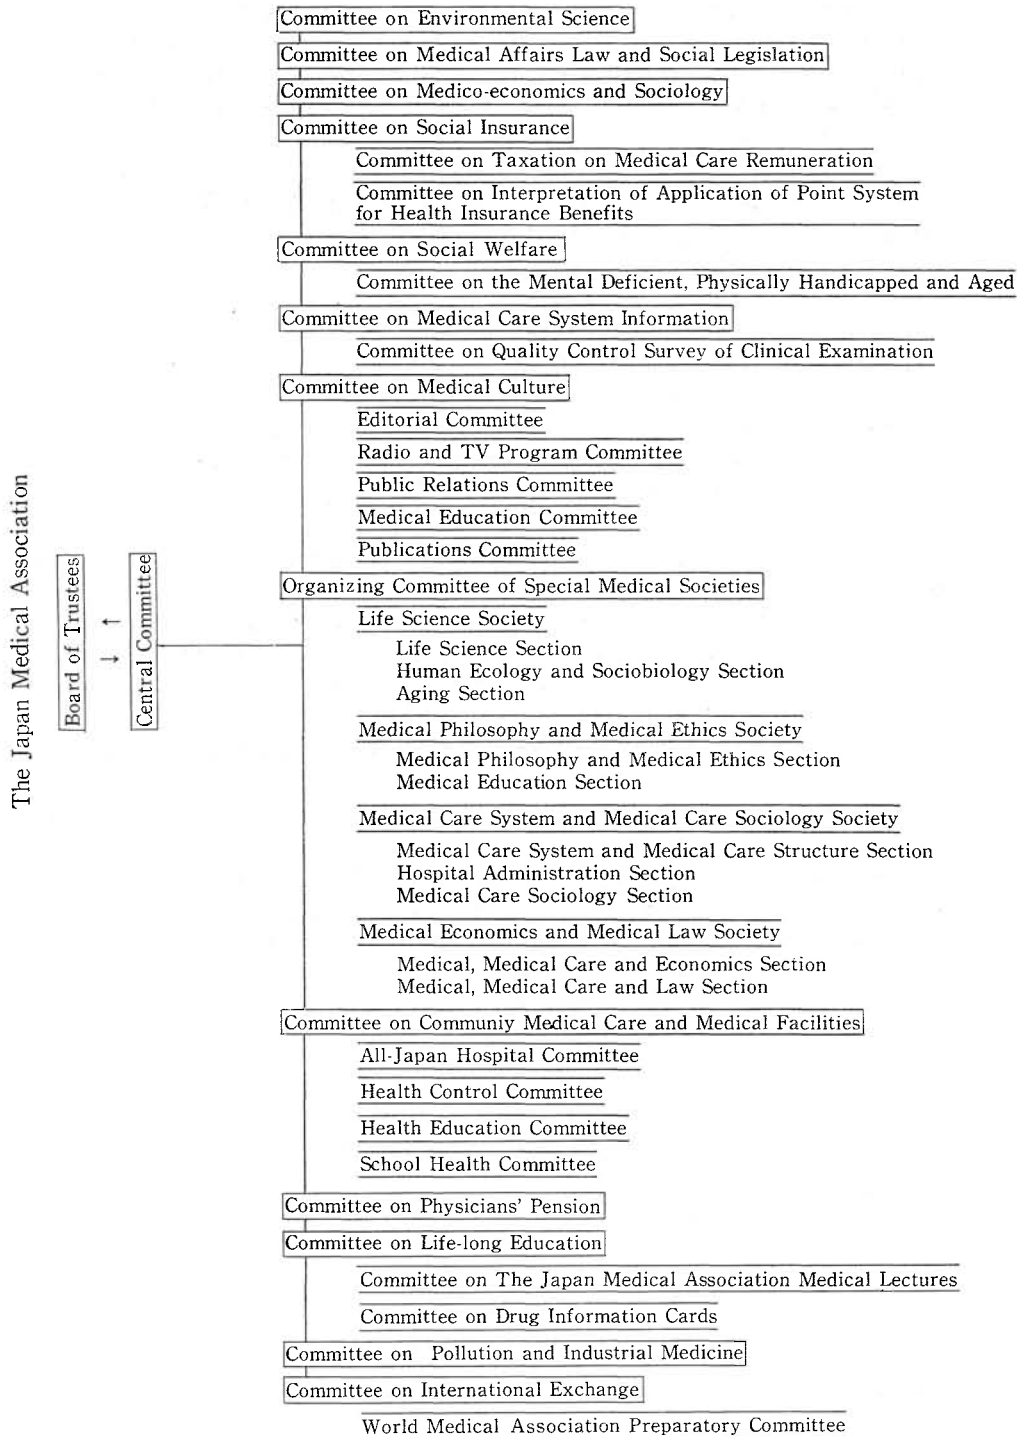 The Japan Medical Association
Board of Trustees
Central Committee
Committee on Environmental Science
Committee on Medical Affairs Law and Social Legislation
Committee on Medico-economics and Sociology
Committee on Social Insurance
Committee on Taxation on Medical Care Remuneration
Committee on Interpretation of Application of Point System
for Health Insurance Benefits
Committee on Social Welfare
Committee on the Mental Deficient, Physically Handicapped and Aged
Committee on Medical Care System Information
Committee on Quality Control Survey of Clinical Examination
Committee on Medical Culture
Editorial Committee
Radio and TV Program Committee
Public Relations Committee
Medical Education Committee
Publications Committee
Organizing Committee of Special Medical Societies
Life Science Society
Life Science Section
Human Ecology and Sociobiology Section
Aging Section
Medical Philosophy and Medical Ethics Society
Medical Philosophy and Medical Ethics Section
Medical Education Section
Medical Care System and Medical Care Sociology Society
Medical Care System and Medical Care Structure Section
Hospital Administration Section
Medical Care Sociology Section
Medical Economics and Medical Law Society
Medical, Medical Care and Economics Section
Medical, Medical Care and Law Section
Committee on Communiy Medical Care and Medical Facilities
All-Japan Hospital Committee
Health Control Committee
Health Education Committee
School Health Committee
Committee on Physicians' Pension
Committee on Life-long Education
Committee on The Japan Medical Association Medical Lectures
Committee on Drug Information Cards
Committee on Pollution and Industrial Medicine
Committee on International Exchange
World Medical Association Preparatory Committee